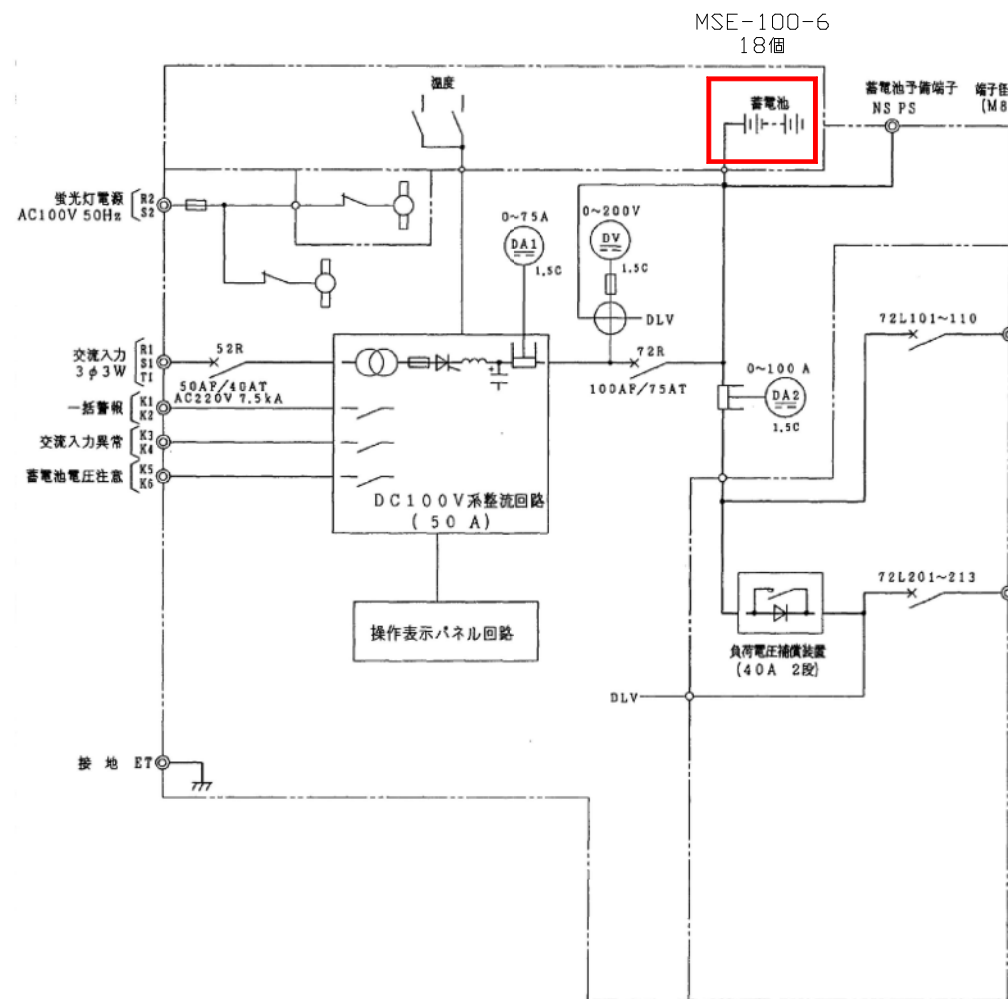 MSE-100-6
18個
温度
蓄電池
蓄電池予備端子
NS PS
(M8
蛍光灯電源
AC100V 50Hz
R2
S2
0~75A
DA1
1.5C
0~200V
DV
1.5C
DLV
72L101~110
交流入力
3φ3W
R1
S1
T1
52R
50AF/40AT
AC220V 7.5kA
72R
100AF/75AT
0~100 A
DA2
1.5C
一括警報
K1
K2
交流入力異常
K3
K4
蓄電池電圧注意
K5
K6
DC100V系整流回路
(50 A)
72L201~213
操作表示パネル回路
負荷電圧補償装置
(40A 2段)
DLV
接 地 ET